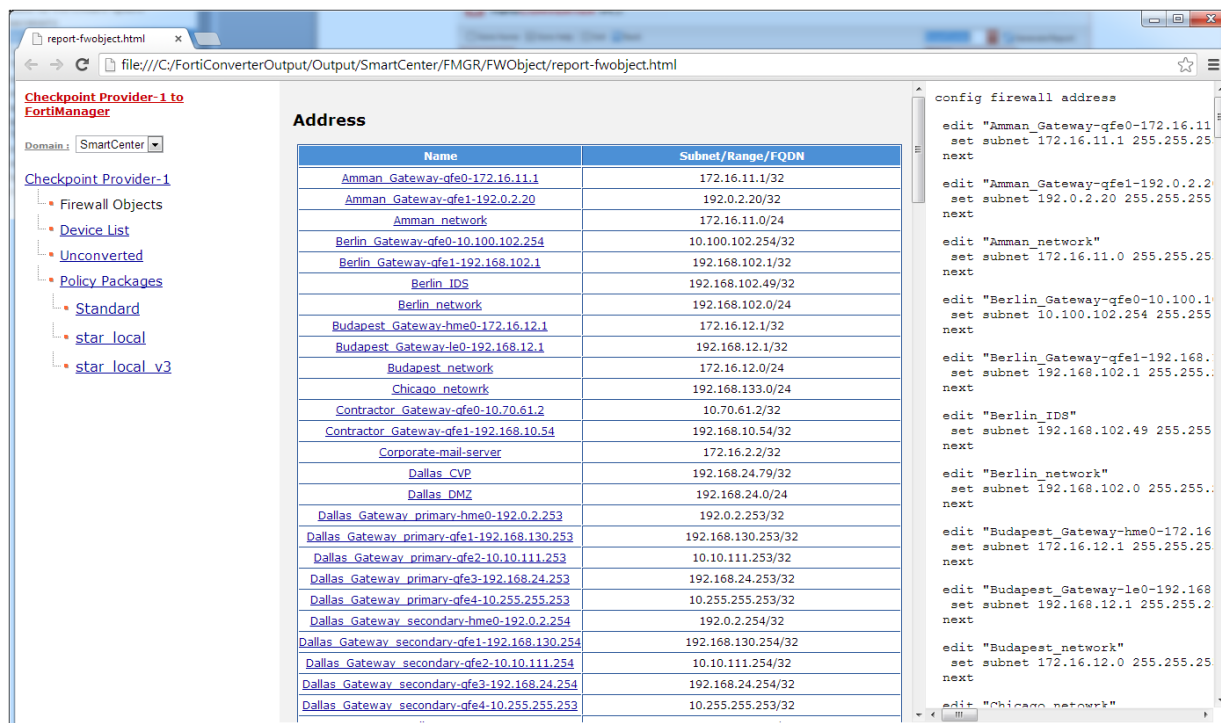 report-fwobject.html
file:///C:/FortiConverterOutput/Output/SmartCenter/FMGR/FWObject/report-fwobject.html
Checkpoint Provider-1 to
FortiManager
Domain : SmartCenter
Checkpoint Provider-1
Firewall Objects
Device List
Unconverted
Policy Packages
Standard
star_local
star_local_v3
Address
Name Subnet/Range/FQDN
Amman_Gateway-qfe0-172.16.11.1 172.16.11.1/32
Amman_Gateway-qfe1-192.0.2.20 192.0.2.20/32
Amman_network 172.16.11.0/24
Berlin_Gateway-qfe0-10.100.102.254 10.100.102.254/32
Berlin_Gateway-qfe1-192.168.102.1 192.168.102.1/32
Berlin_IDS 192.168.102.49/32
Berlin_network 192.168.102.0/24
Budapest_Gateway-hme0-172.16.12.1 172.16.12.1/32
Budapest_Gateway-le0-192.168.12.1 192.168.12.1/32
Budapest_network 172.16.12.0/24
Chicago_netowrk 192.168.133.0/24
Contractor_Gateway-qfe0-10.70.61.2 10.70.61.2/32
Contractor_Gateway-qfe1-192.168.10.54 192.168.10.54/32
Corporate-mail-server 172.16.2.2/32
Dallas_CVP 192.168.24.79/32
Dallas_DMZ 192.168.24.0/24
Dallas_Gateway_primary-hme0-192.0.2.253 192.0.2.253/32
Dallas_Gateway_primary-qfe1-192.168.130.253 192.168.130.253/32
Dallas_Gateway_primary-qfe2-10.10.111.253 10.10.111.253/32
Dallas_Gateway_primary-qfe3-192.168.24.253 192.168.24.253/32
Dallas_Gateway_primary-qfe4-10.255.255.253 10.255.255.253/32
Dallas_Gateway_secondary-hme0-192.0.2.254 192.0.2.254/32
Dallas_Gateway_secondary-qfe1-192.168.130.254 192.168.130.254/32
Dallas_Gateway_secondary-qfe2-10.10.111.254 10.10.111.254/32
Dallas_Gateway_secondary-qfe3-192.168.24.254 192.168.24.254/32
Dallas_Gateway_secondary-qfe4-10.255.255.253 10.255.255.253/32
config firewall address
edit "Amman_Gateway-qfe0-172.16.11
set subnet 172.16.11.1 255.255.25
next
edit "Amman_Gateway-qfe1-192.0.2.2
set subnet 192.0.2.20 255.255.255
next
edit "Amman_network"
set subnet 172.16.11.0 255.255.25
next
edit "Berlin_Gateway-qfe0-10.100.1
set subnet 10.100.102.254 255.255
next
edit "Berlin_Gateway-qfe1-192.168.
set subnet 192.168.102.1 255.255.
next
edit "Berlin_IDS"
set subnet 192.168.102.49 255.255
next
edit "Berlin_network"
set subnet 192.168.102.0 255.255.
next
edit "Budapest_Gateway-hme0-172.16
set subnet 172.16.12.1 255.255.25
next
edit "Budapest_Gateway-le0-192.168
set subnet 192.168.12.1 255.255.2
next
edit "Budapest_network"
set subnet 172.16.12.0 255.255.25
next
edit "Chicago_netowrk"